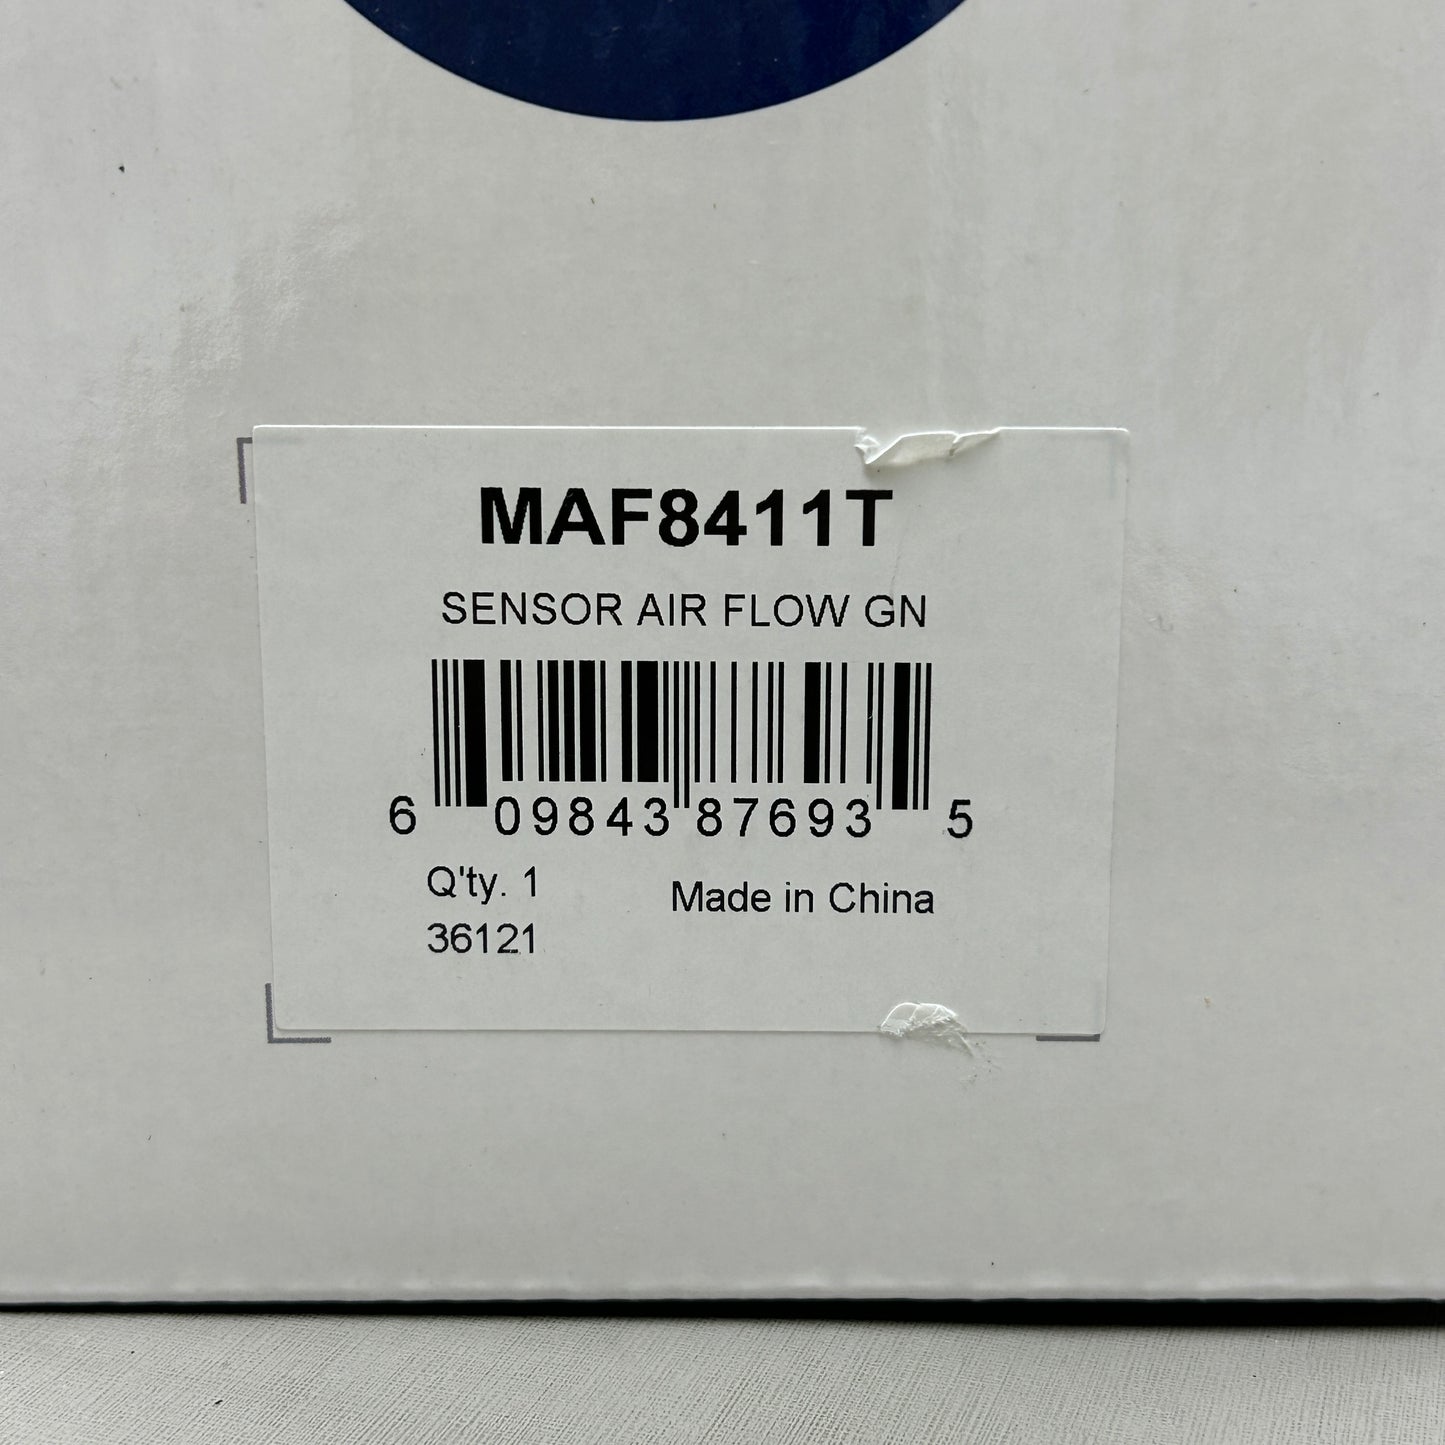 MAF8411T
SENSOR AIR FLOW GN
6 09843 87693 5
Q'ty. 1
Made in China
36121